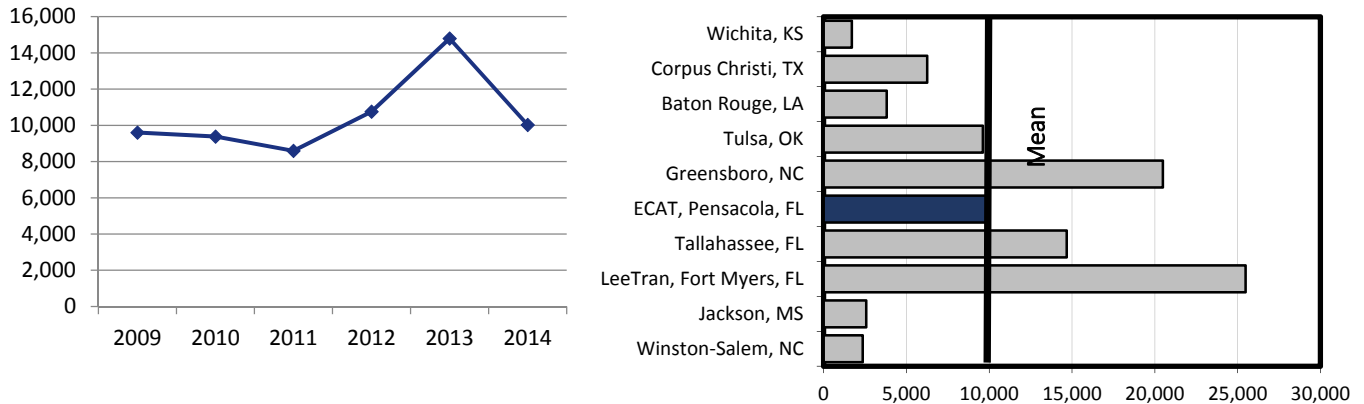 16,000
14,000
12,000
10,000
8,000
6,000
4,000
2,000
0
2009 2010 2011 2012 2013 2014
Wichita, KS
Corpus Christi, TX
Baton Rouge, LA
Tulsa, OK
Greensboro, NC
ECAT, Pensacola, FL
Tallahassee, FL
LeeTran, Fort Myers, FL
Jackson, MS
Winston-Salem, NC
Mean
0 5,000 10,000 15,000 20,000 25,000 30,000